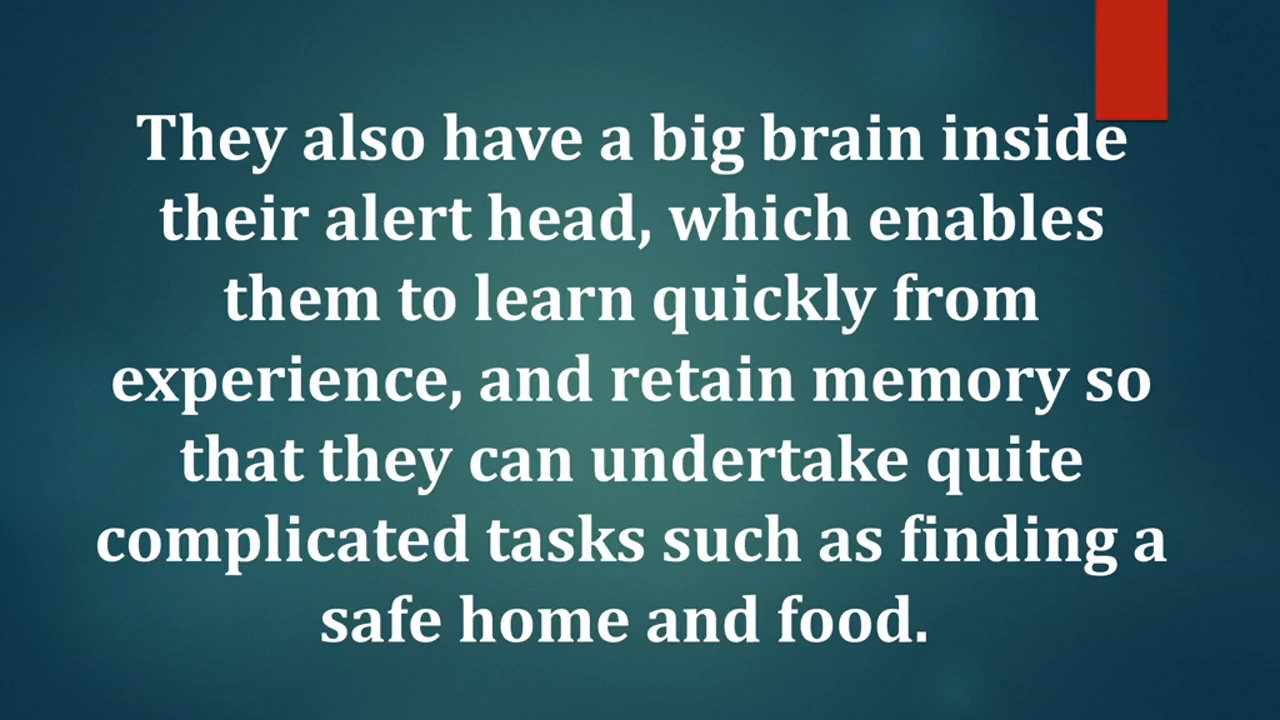 They also have a big brain inside
their alert head, which enables
them to learn quickly from
experience, and retain memory so
that they can undertake quite
complicated tasks such as finding a
safe home and food.